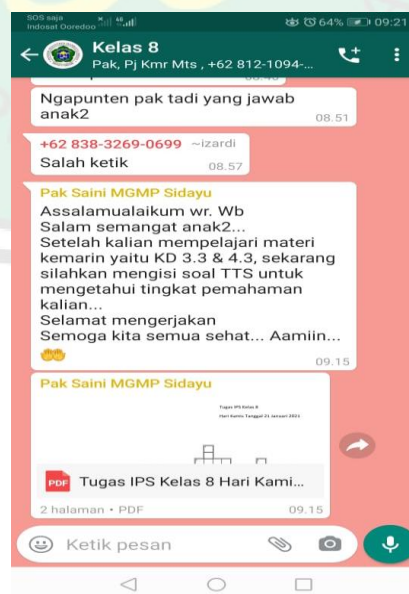 SOS saja
Indosat Ooredoo
64% 09:21
Kelas 8
Pak, Pj Kmr Mts , +62 812-1094-...
Ngapunten pak tadi yang jawab
anak2
08.51
+62 838-3269-0699 ~izardi
Salah ketik
08.57
Pak Saini MGMP Sidayu
Assalamualaikum wr. Wb
Salam semangat anak2...
Setelah kalian mempelajari materi
kemarin yaitu KD 3.3 & 4.3, sekarang
silahkan mengisi soal TTS untuk
mengetahui tingkat pemahaman
kalian...
Selamat mengerjakan
Semoga kita semua sehat... Aamiin...
09.15
Pak Saini MGMP Sidayu
Tugas IPS Kelas 8
Hari Kamis Tanggal 21 Januari 2021
PDF Tugas IPS Kelas 8 Hari Kami...
2 halaman • PDF 09.15
Ketik pesan